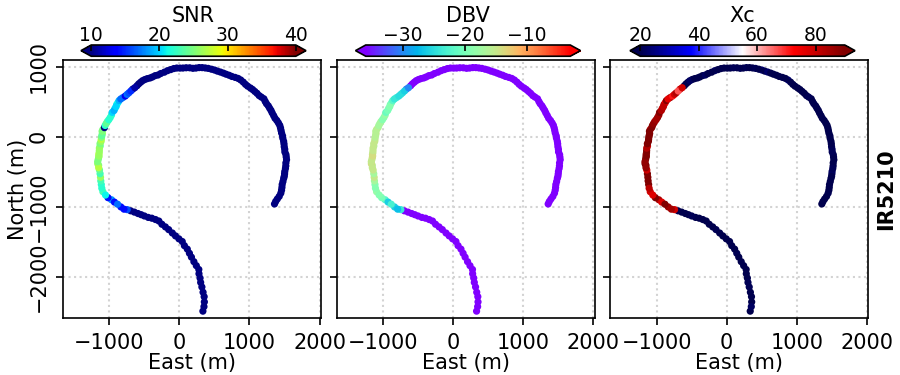 SNR DBV Xc
10 20 30 40 −30 −20 −10 20 40 60 80
1000
0
−1000
−2000
North (m)
IR5210
−1000 0 1000 2000 −1000 0 1000 2000 −1000 0 1000 2000
East (m) East (m) East (m)